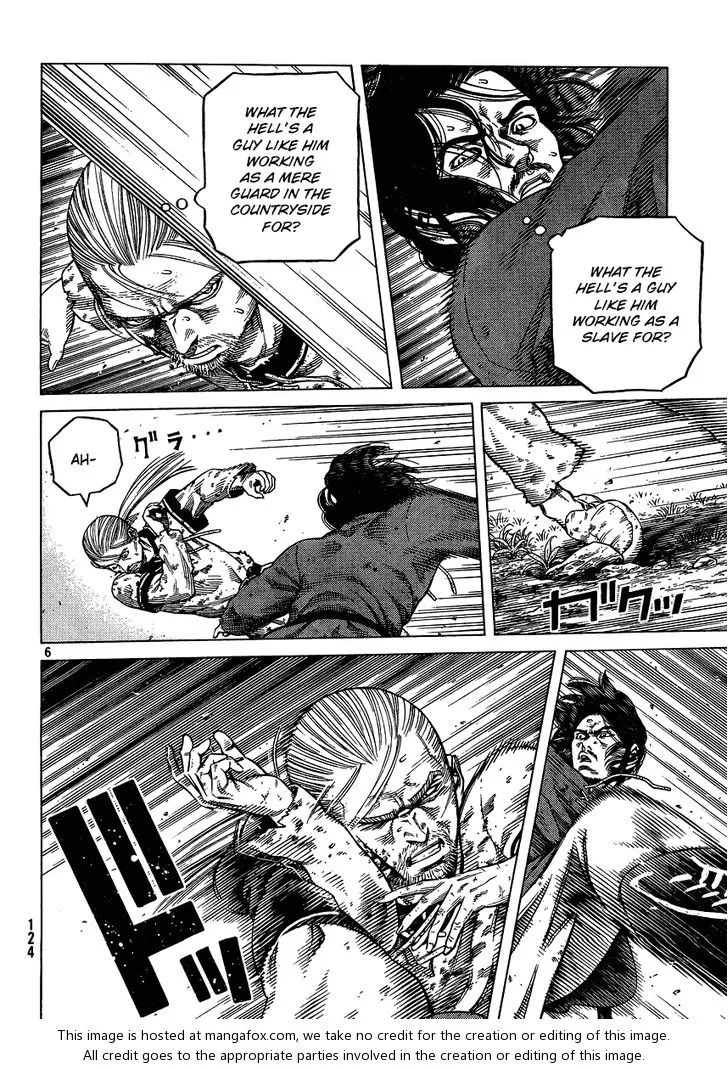 WHAT THE
HELL'S A GUY
LIKE HIM
WORKING AS A
SLAVE FOR?
WHAT THE
HELL'S A
GUY LIKE HIM
WORKING
AS A MERE
GUARD IN THE
COUNTRYSIDE
FOR?
ガクッ
グラ・・・
AH-
6
ドッ
124
This image is hosted at mangafox.com, we take no credit for the creation or editing of this image.
All credit goes to the appropriate parties involved in the creation or editing of this image.